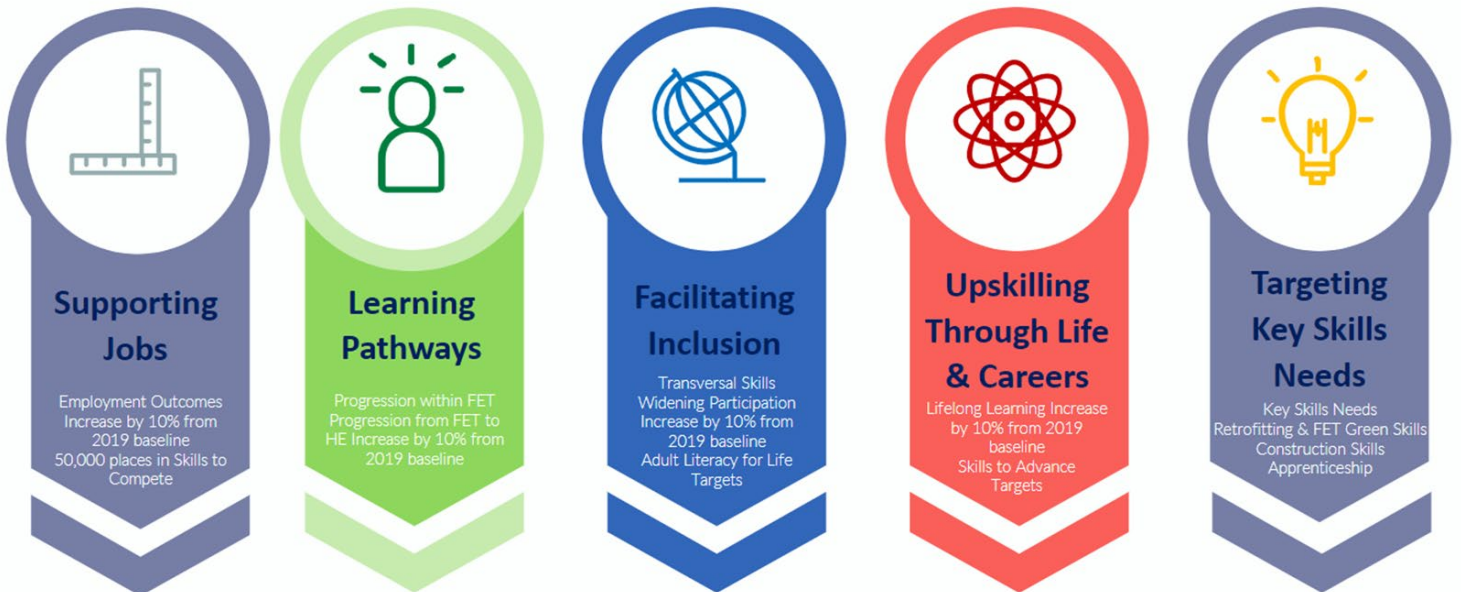 Supporting
Jobs
Employment Outcomes
Increase by 10% from
2019 baseline
50,000 places in Skills to
Compete
Learning
Pathways
Progression within FET
Progression from FET to
HE Increase by 10% from
2019 baseline
Facilitating
Inclusion
Transversal Skills
Widening Participation
Increase by 10% from
2019 baseline
Adult Literacy for Life
Targets
Upskilling
Through Life
& Careers
Lifelong Learning Increase
by 10% from 2019
baseline
Skills to Advance
Targets
Targeting
Key Skills
Needs
Key Skills Needs
Retrofitting & FET Green Skills
Construction Skills
Apprenticeship